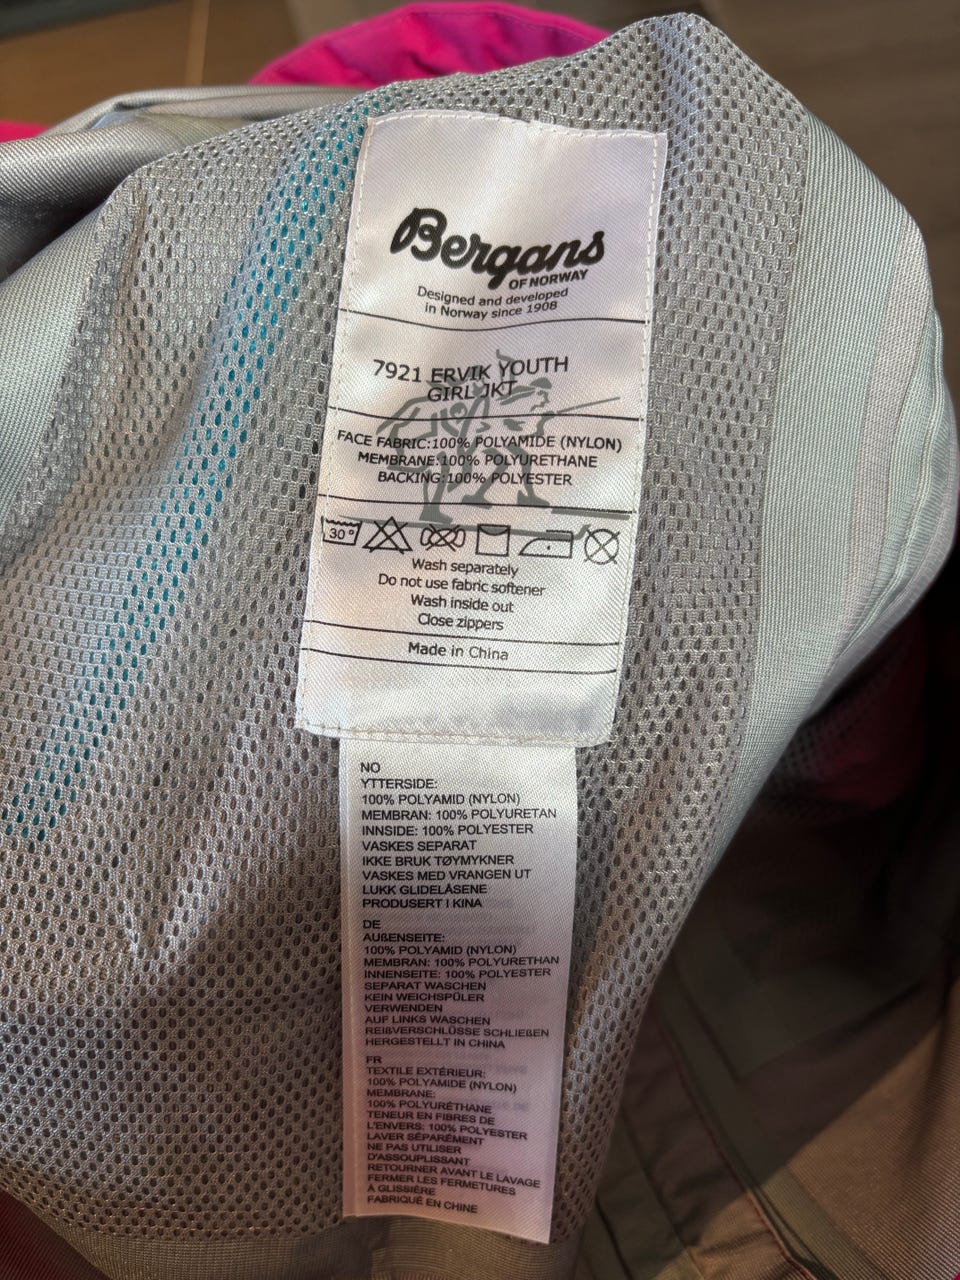 Bergans
OF NORWAY
Designed and developed
in Norway since 1908
7921 ERVIK YOUTH
GIRL JKT
FACE FABRIC:100% POLYAMIDE (NYLON)
MEMBRANE:100% POLYURETHANE
BACKING:100% POLYESTER
30°
Wash separately
Do not use fabric softener
Wash inside out
Close zippers
Made in China
NO
YTTERSIDE:
100% POLYAMID (NYLON)
MEMBRAN: 100% POLYURETAN
INNSIDE: 100% POLYESTER
VASKES SEPARAT
IKKE BRUK TØYMYKNER
VASKES MED VRANGEN UT
LUKK GLIDELÅSENE
PRODUSERT I KINA
DE
AUßENSEITE:
100% POLYAMID (NYLON)
MEMBRAN: 100% POLYURETHAN
INNENSEITE: 100% POLYESTER
SEPARAT WASCHEN
KEIN WEICHSPÜLER
VERWENDEN
AUF LINKS WASCHEN
REIßVERSCHLÜSSE SCHLIEßEN
HERGESTELLT IN CHINA
FR
TEXTILE EXTÉRIEUR:
100% POLYAMIDE (NYLON)
MEMBRANE:
100% POLYURÉTHANE
TENEUR EN FIBRES DE
L'ENVERS: 100% POLYESTER
LAVER SÉPARÉMENT
NE PAS UTILISER
D'ASSOUPLISSANT
RETOURNER AVANT LE LAVAGE
FERMER LES FERMETURES
À GLISSIÈRE
FABRIQUÉ EN CHINE